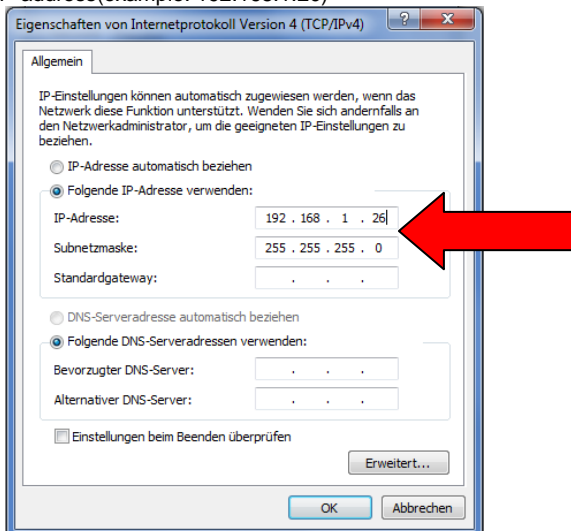 Eigenschaften von Internetprotokoll Version 4 (TCP/IPv4)
Allgemein
IP-Einstellungen können automatisch zugewiesen werden, wenn das
Netzwerk diese Funktion unterstützt. Wenden Sie sich andernfalls an
den Netzwerkadministrator, um die geeigneten IP-Einstellungen zu
beziehen.
IP-Adresse automatisch beziehen
Folgende IP-Adresse verwenden:
IP-Adresse: 192 . 168 . 1 . 26
Subnetzmaske: 255 . 255 . 255 . 0
Standardgateway: . . .
DNS-Serveradresse automatisch beziehen
Folgende DNS-Serveradressen verwenden:
Bevorzugter DNS-Server: . . .
Alternativer DNS-Server: . . .
Einstellungen beim Beenden überprüfen
Erweitert...
OK Abbrechen